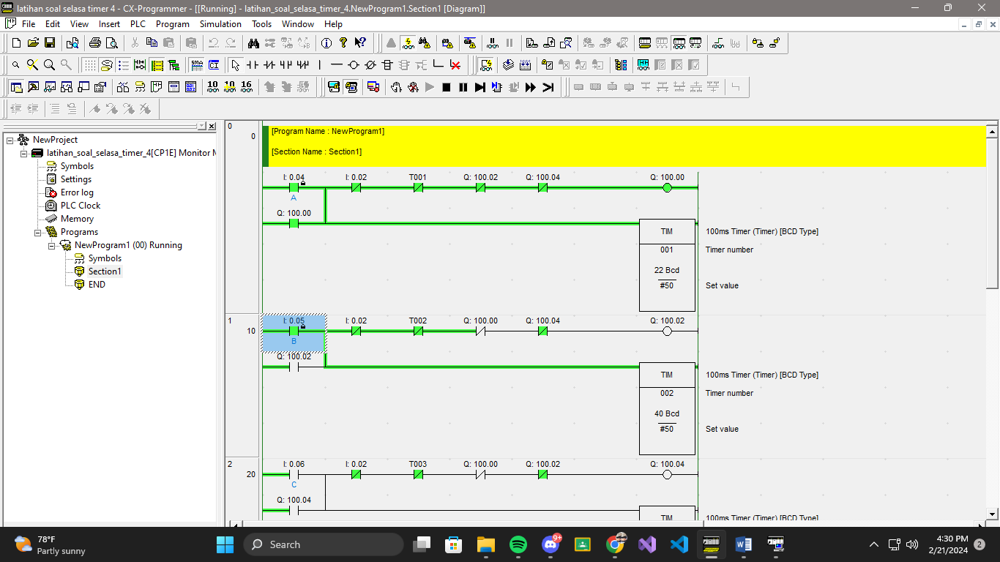 latihan soal selasa timer 4 - CX-Programmer - [[Running] - latihan_soal_selasa_timer_4.NewProgram1.Section1 [Diagram]]
File Edit View Insert PLC Program Simulation Tools Window Help
SMA CI
10 10 16
NewProject
latihan_soal_selasa_timer_4[CP1E] Monitor M
Symbols
Settings
Error log
PLC Clock
Memory
Programs
NewProgram1 (00) Running
Symbols
Section1
END
0
0
[Program Name : NewProgram1]
[Section Name : Section1]
I: 0.04 I: 0.02 T001 Q: 100.02 Q: 100.04 Q: 100.00
A
Q: 100.00
TIM 100ms Timer (Timer) [BCD Type]
001 Timer number
22 Bcd
#50 Set value
1
10
I: 0.05 I: 0.02 T002 Q: 100.00 Q: 100.04 Q: 100.02
B
Q: 100.02
TIM 100ms Timer (Timer) [BCD Type]
002 Timer number
40 Bcd
#50 Set value
2
20
I: 0.06 I: 0.02 T003 Q: 100.00 Q: 100.02 Q: 100.04
C
Q: 100.04
TIM 100ms Timer (Timer) [BCD Type]
78°F
Partly sunny
Search
9+
4:30 PM
2/21/2024
2